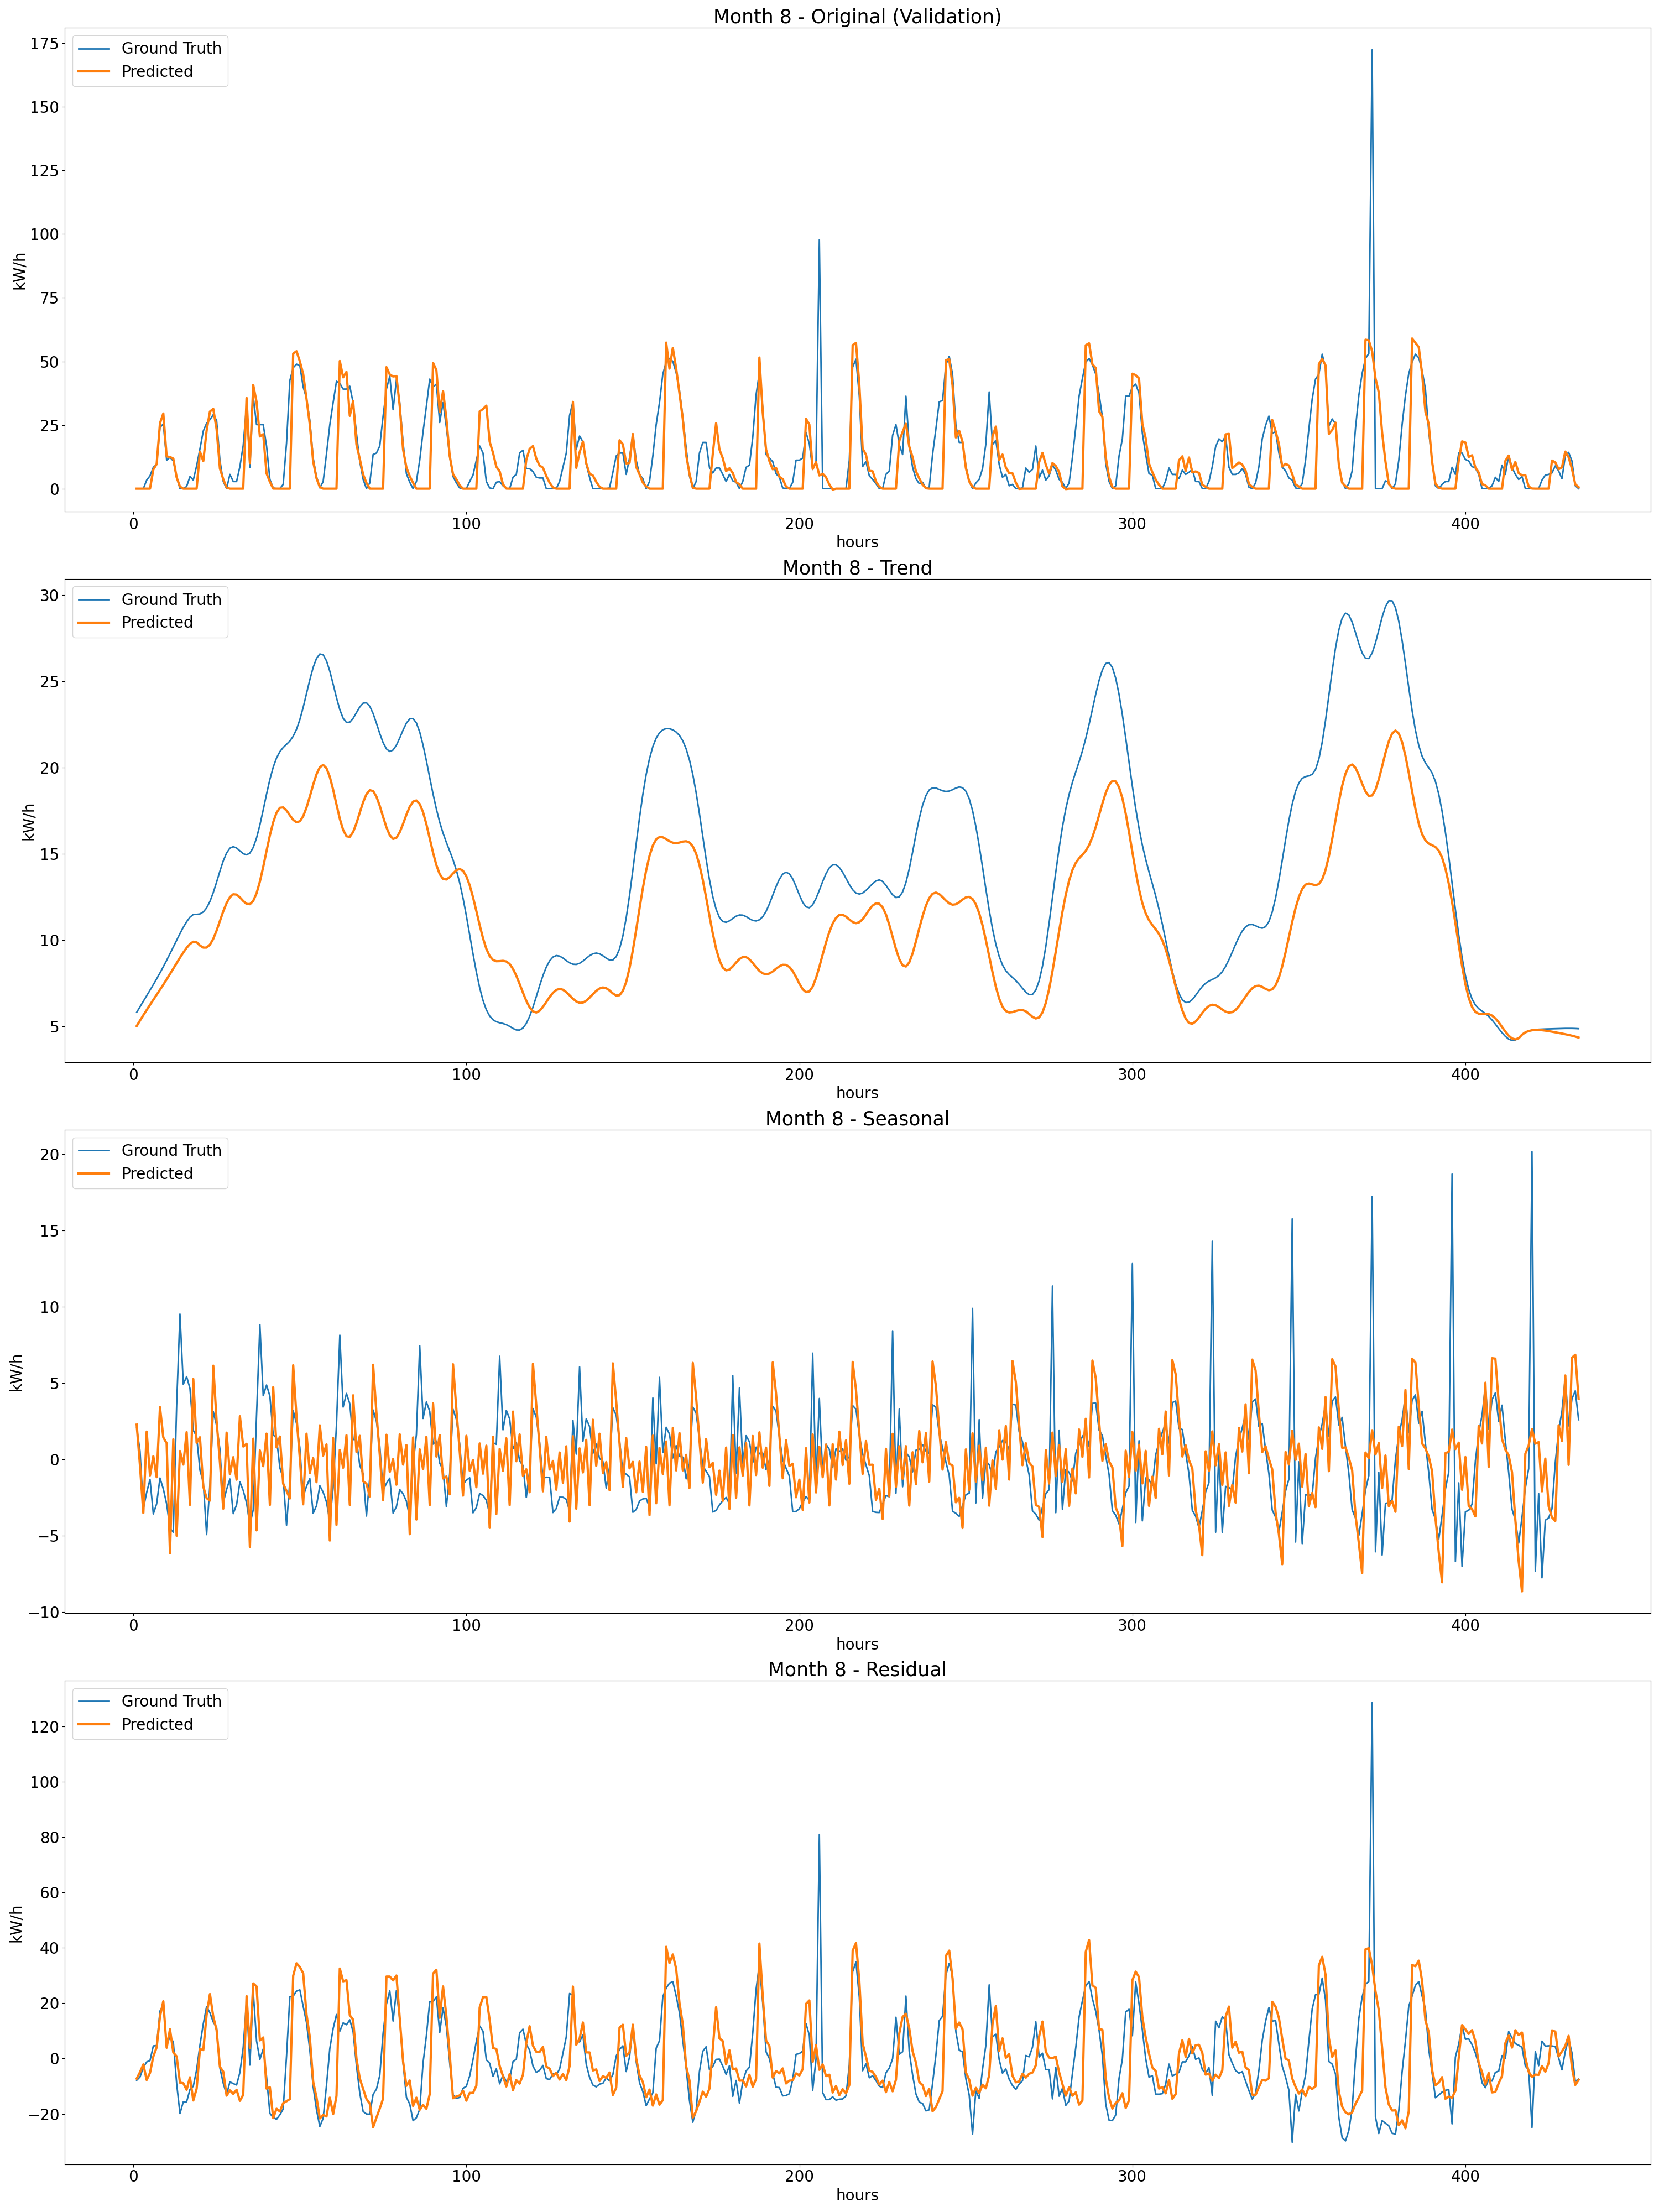 Month 8 - Original (Validation)
Ground Truth
Predicted
175
150
125
100
75
50
25
0
kW/h
0 100 200 300 400
hours
Month 8 - Trend
Ground Truth
Predicted
30
25
20
15
10
5
kW/h
0 100 200 300 400
hours
Month 8 - Seasonal
Ground Truth
Predicted
20
15
10
5
0
−5
−10
kW/h
0 100 200 300 400
hours
Month 8 - Residual
Ground Truth
Predicted
120
100
80
60
40
20
0
−20
kW/h
0 100 200 300 400
hours